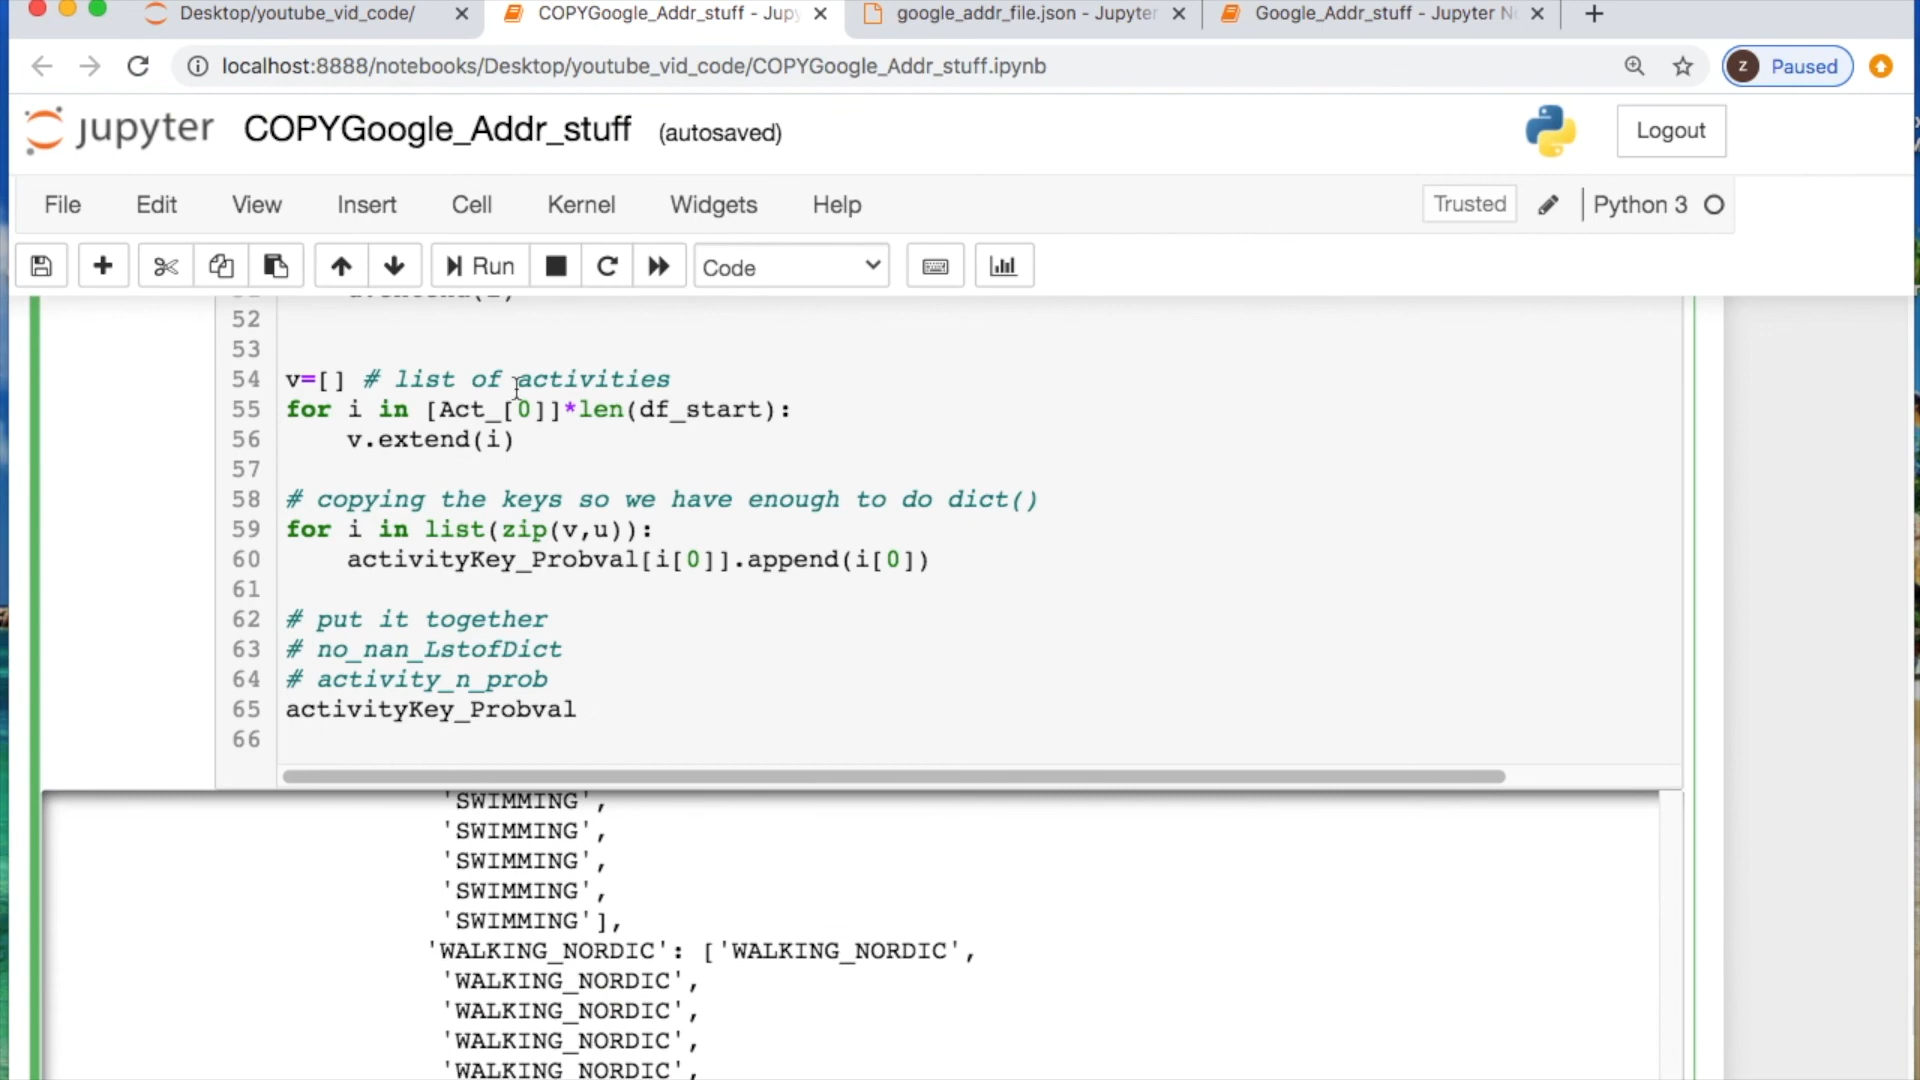 Desktop/youtube_vid_code/
COPYGoogle_Addr_stuff - Jupy
google_addr_file.json - Jupyter
Google_Addr_stuff - Jupyter N
localhost:8888/notebooks/Desktop/youtube_vid_code/COPYGoogle_Addr_stuff.ipynb
z Paused
jupyter COPYGoogle_Addr_stuff (autosaved)
Logout
File Edit View Insert Cell Kernel Widgets Help Trusted Python 3
Run Code
52
53
54 v=[] # list of activities
55 for i in [Act_[0]]*len(df_start):
56 v.extend(i)
57
58 # copying the keys so we have enough to do dict()
59 for i in list(zip(v,u)):
60 activityKey_Probval[i[0]].append(i[0])
61
62 # put it together
63 # no_nan_LstofDict
64 # activity_n_prob
65 activityKey_Probval
66
'SWIMMING',
'SWIMMING',
'SWIMMING',
'SWIMMING',
'SWIMMING'],
'WALKING_NORDIC': ['WALKING_NORDIC',
'WALKING_NORDIC',
'WALKING_NORDIC',
'WALKING_NORDIC',
'WALKING_NORDIC',